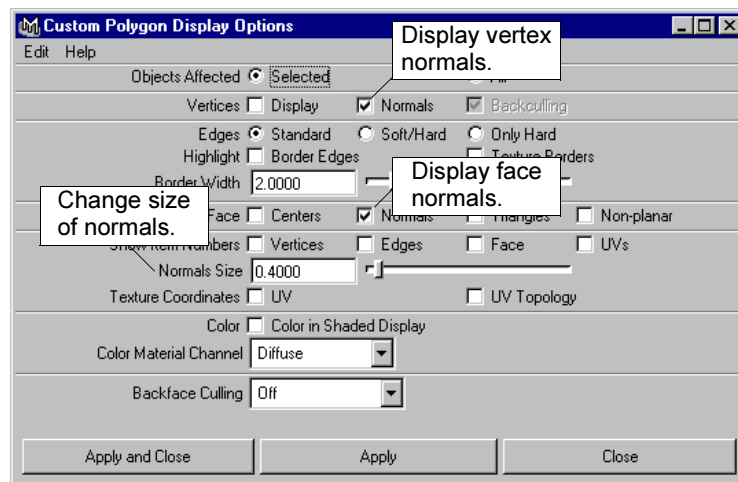 Custom Polygon Display Options
Display vertex
normals.
Edit Help
Objects Affected Selected
Vertices Display Normals Backculling
Edges Standard Soft/Hard Only Hard
Highlight Border Edges Texture Borders
Border Width 2.0000
Display face
normals.
Change size
of normals.
Face Centers Normals Triangles Non-planar
Show Item Numbers Vertices Edges Face UVs
Normals Size 0.4000
Texture Coordinates UV UV Topology
Color Color in Shaded Display
Color Material Channel Diffuse
Backface Culling Off
Apply and Close Apply Close